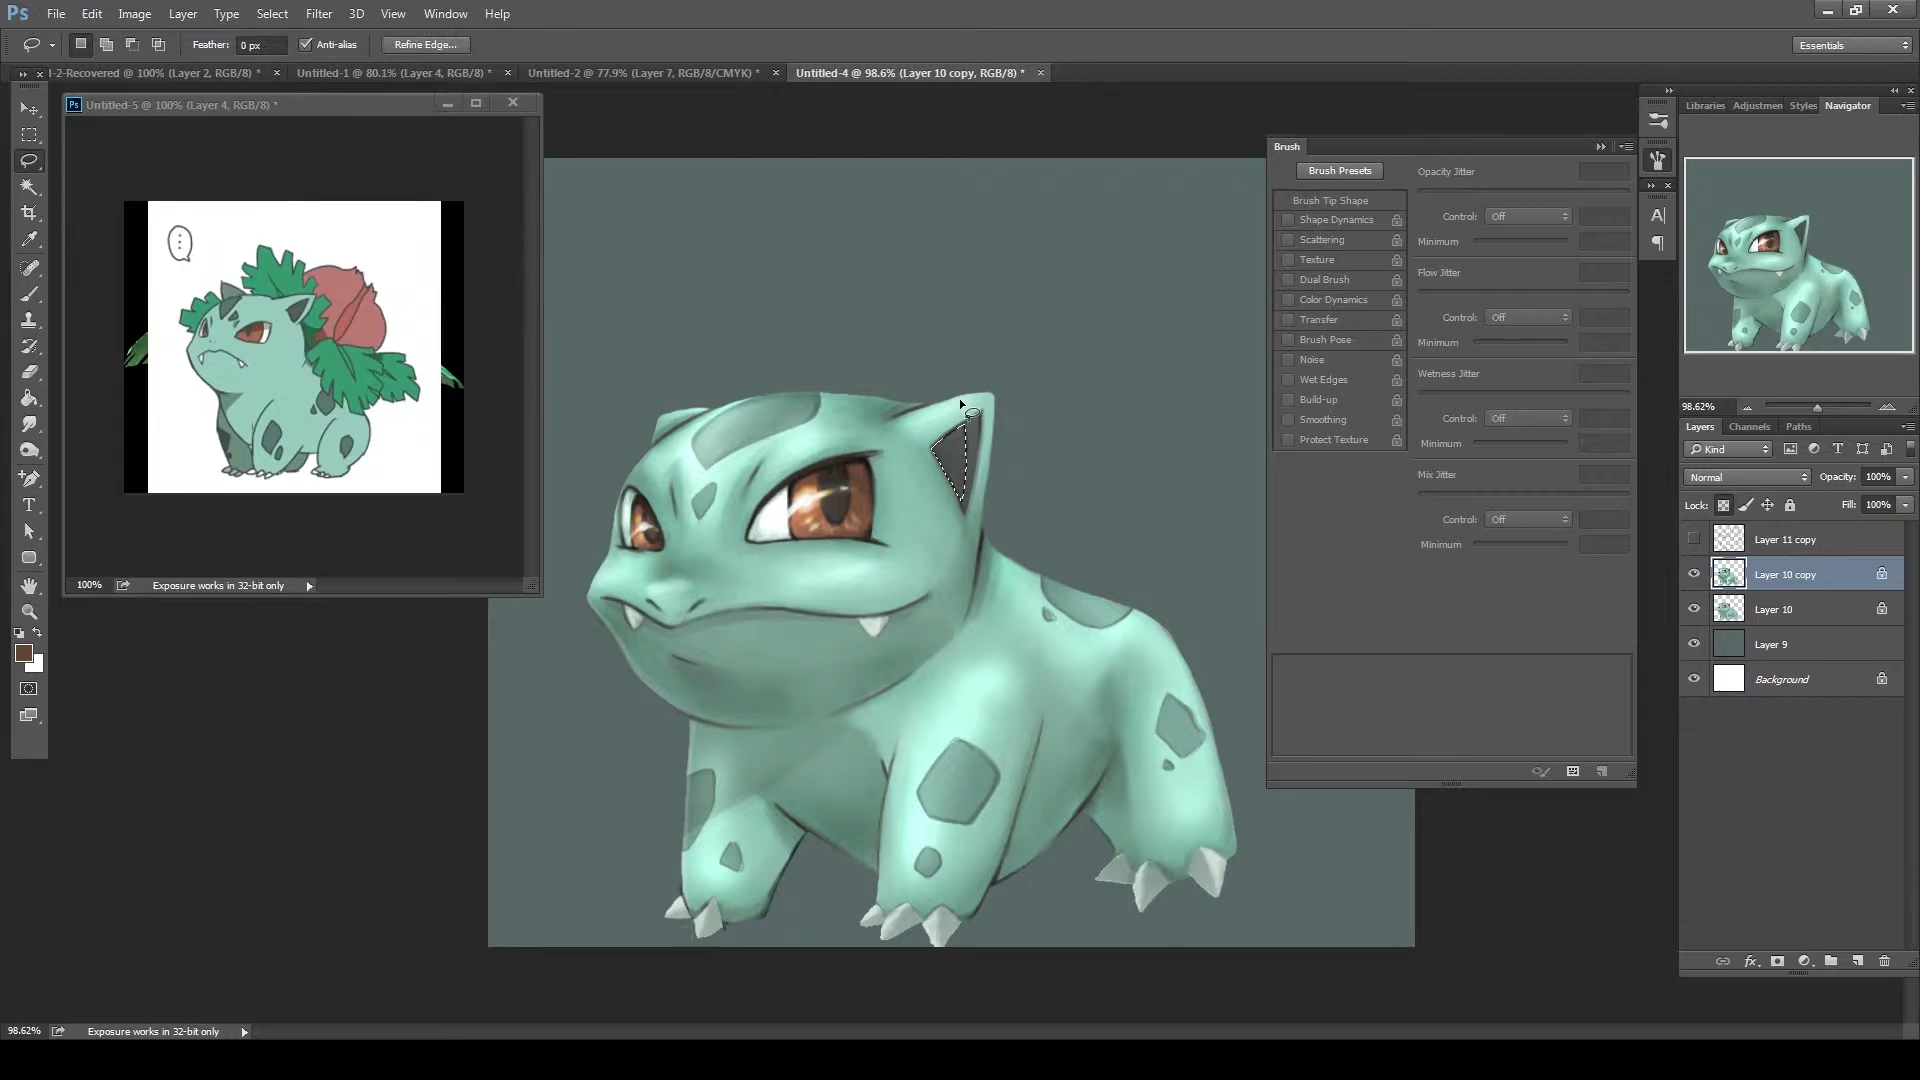 Ps File Edit Image Layer Type Select Filter 3D View Window Help
Feather: 0 px Anti-alias Refine Edge... Essentials
I-2-Recovered @ 100% (Layer 2, RGB/8) * Untitled-1 @ 80.1% (Layer 4, RGB/8) * Untitled-2 @ 77.9% (Layer 7, RGB/8/CMYK) * Untitled-4 @ 98.6% (Layer 10 copy, RGB/8) *
Ps Untitled-5 @ 100% (Layer 4, RGB/8) *
100% Exposure works in 32-bit only
Brush
Brush Presets
Brush Tip Shape
Shape Dynamics
Scattering
Texture
Dual Brush
Color Dynamics
Transfer
Brush Pose
Noise
Wet Edges
Build-up
Smoothing
Protect Texture
Opacity Jitter
Control: Off
Minimum
Flow Jitter
Control: Off
Minimum
Wetness Jitter
Control: Off
Minimum
Mix Jitter
Control: Off
Minimum
Libraries Adjustmen Styles Navigator
98.62%
Layers Channels Paths
Kind
Normal Opacity: 100%
Lock: Fill: 100%
Layer 11 copy
Layer 10 copy
Layer 10
Layer 9
Background
98.62% Exposure works in 32-bit only